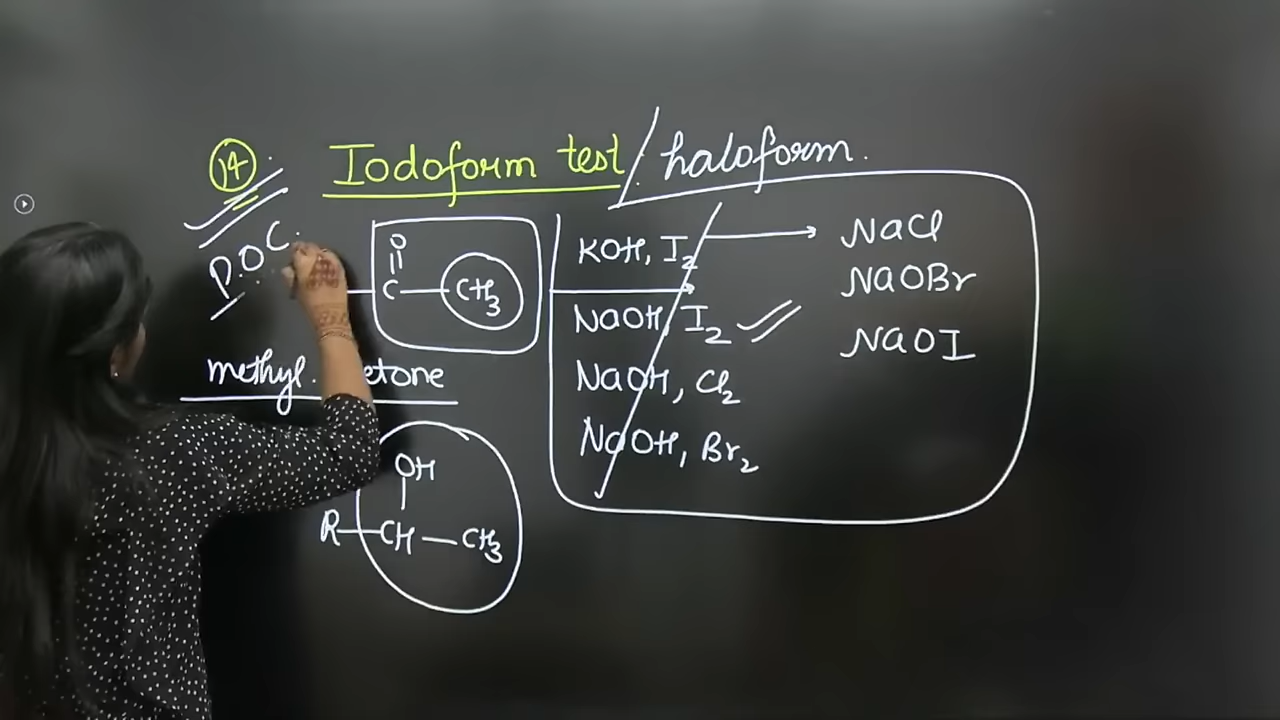 14 Iodoform test / haloform.
P.O.C.
O
||
C — CH3
methyl etone
OH
R — CH — CH3
KOH, I2
NaOH, I2
NaOH, Cl2
NaOH, Br2
NaCl
NaOBr
NaOI